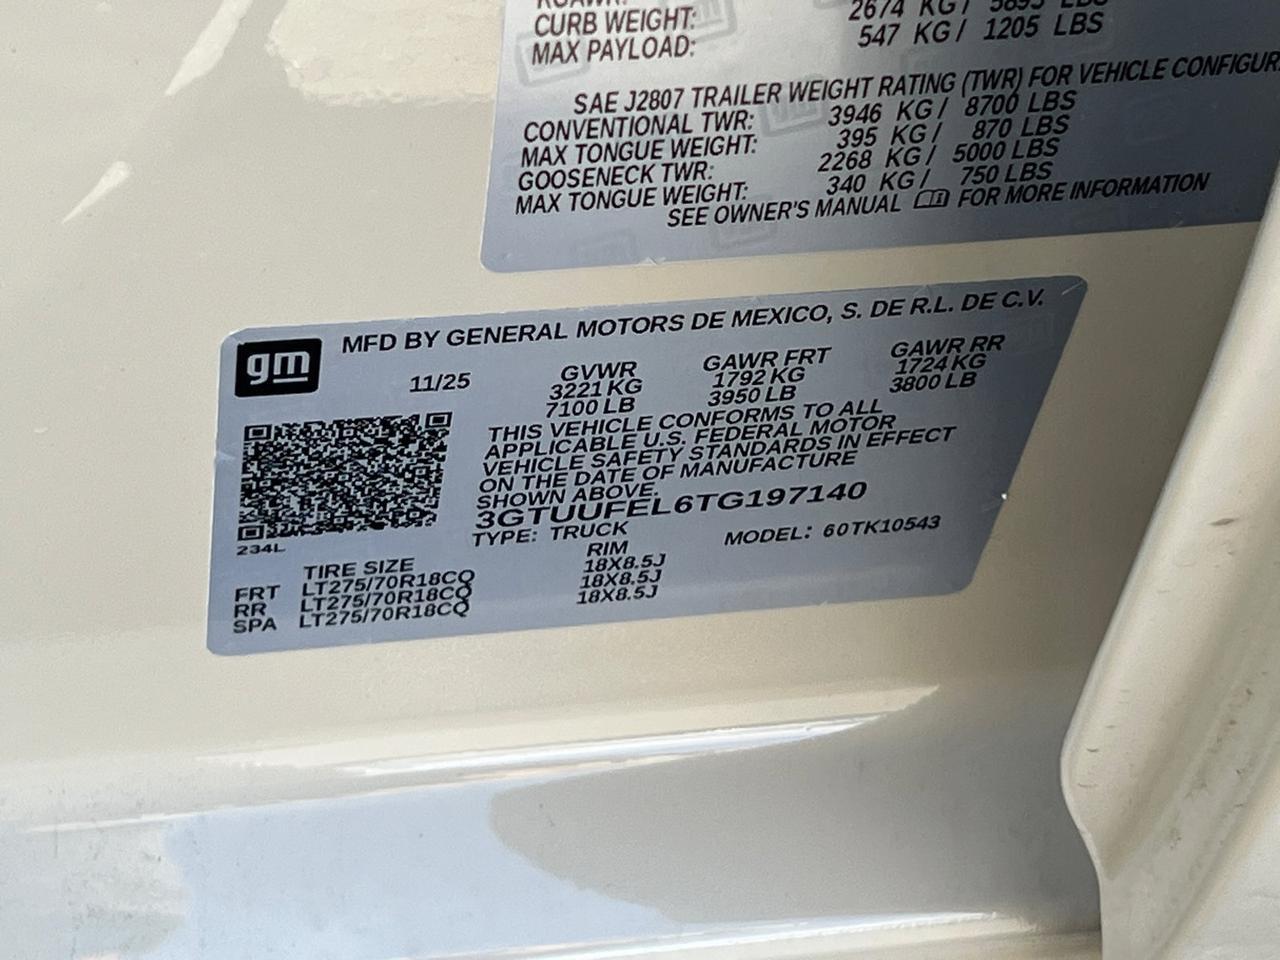 CURB WEIGHT: 2674 KG / 5895 LBS
MAX PAYLOAD: 547 KG / 1205 LBS
SAE J2807 TRAILER WEIGHT RATING (TWR) FOR VEHICLE CONFIGUR
CONVENTIONAL TWR: 3946 KG / 8700 LBS
MAX TONGUE WEIGHT: 395 KG / 870 LBS
GOOSENECK TWR: 2268 KG / 5000 LBS
MAX TONGUE WEIGHT: 340 KG / 750 LBS
SEE OWNER'S MANUAL FOR MORE INFORMATION
gm
MFD BY GENERAL MOTORS DE MEXICO, S. DE R.L. DE C.V.
11/25
GVWR GAWR FRT GAWR RR
3221 KG 1792 KG 1724 KG
7100 LB 3950 LB 3800 LB
THIS VEHICLE CONFORMS TO ALL
APPLICABLE U.S. FEDERAL MOTOR
VEHICLE SAFETY STANDARDS IN EFFECT
ON THE DATE OF MANUFACTURE
SHOWN ABOVE.
3GTUUFEL6TG197140
TYPE: TRUCK MODEL: 60TK10543
234L
TIRE SIZE RIM
FRT LT275/70R18CQ 18X8.5J
RR LT275/70R18CQ 18X8.5J
SPA LT275/70R18CQ 18X8.5J